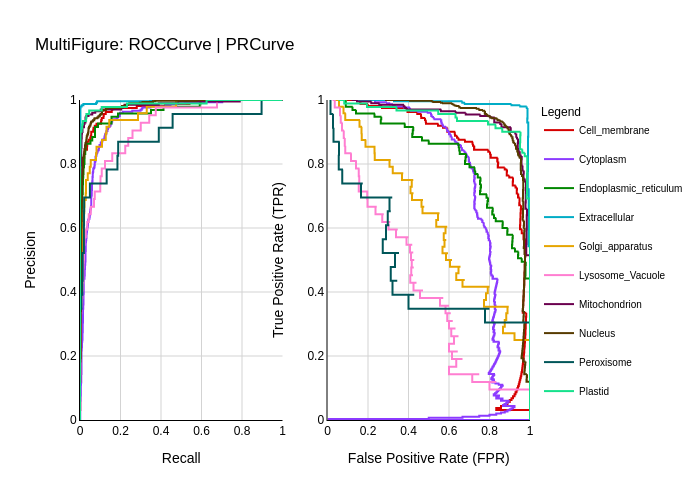 MultiFigure: ROCCurve | PRCurve
Precision
1
0.8
0.6
0.4
0.2
0
0 0.2 0.4 0.6 0.8 1
Recall
True Positive Rate (TPR)
1
0.8
0.6
0.4
0.2
0
0 0.2 0.4 0.6 0.8 1
False Positive Rate (FPR)
Legend
Cell_membrane
Cytoplasm
Endoplasmic_reticulum
Extracellular
Golgi_apparatus
Lysosome_Vacuole
Mitochondrion
Nucleus
Peroxisome
Plastid